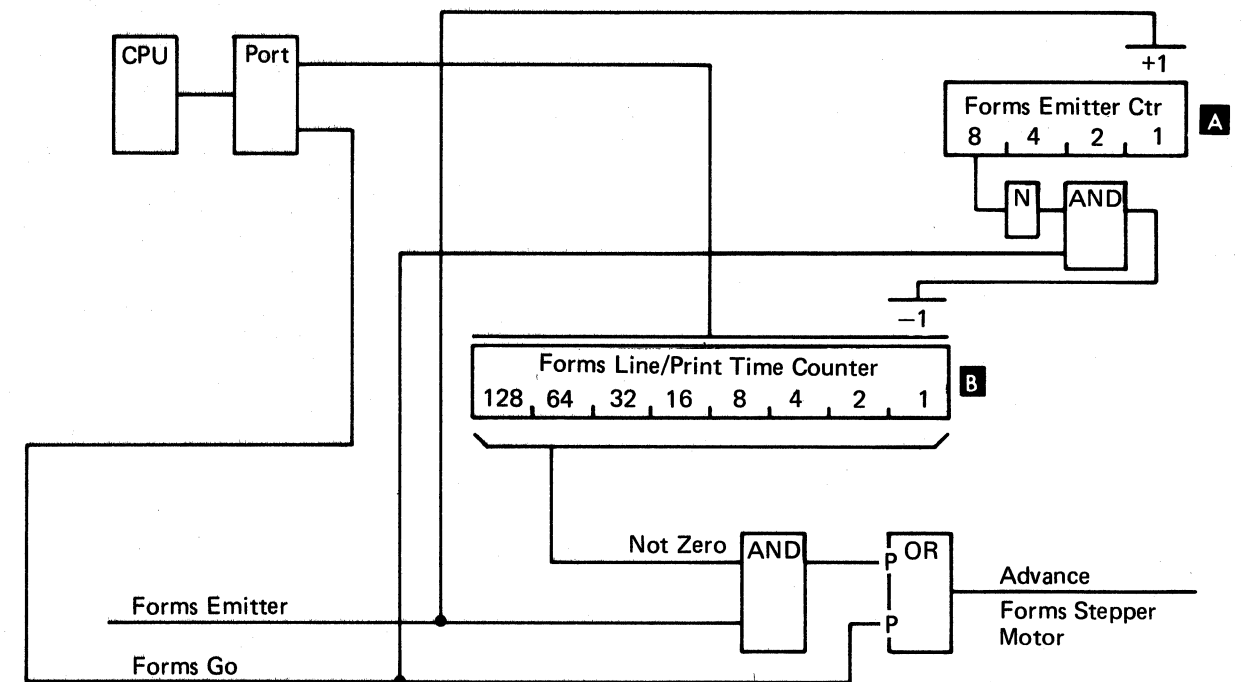 CPU
Port
+1
Forms Emitter Ctr
8 4 2 1
A
N
AND
−1
Forms Line/Print Time Counter
128 64 32 16 8 4 2 1
B
Not Zero
AND
P
OR
Advance
Forms Stepper
Motor
Forms Emitter
P
Forms Go